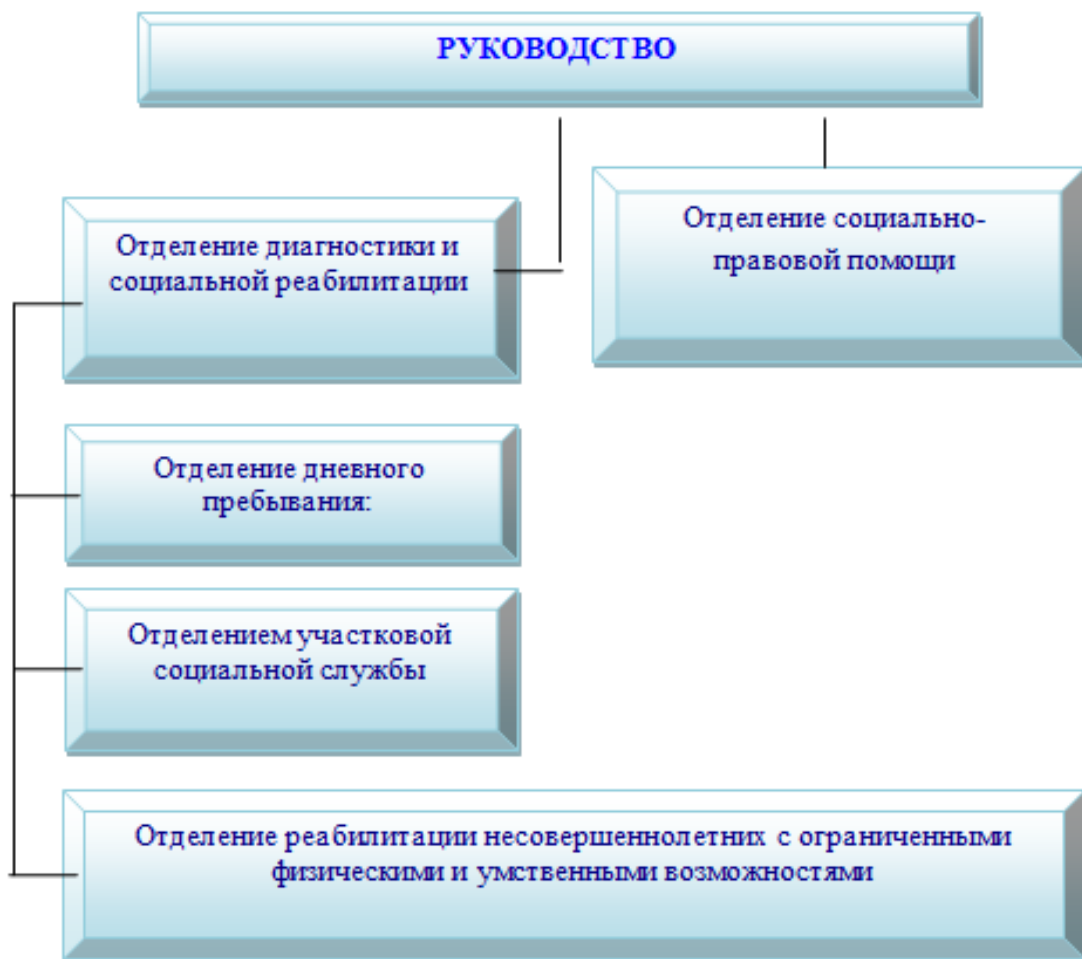 РУКОВОДСТВО
Отделение диагностики и
социальной реабилитации
Отделение социально-
правовой помощи
Отделение дневного
пребывания:
Отделением участковой
социальной службы
Отделение реабилитации несовершеннолетних с ограниченными
физическими и умственными возможностями